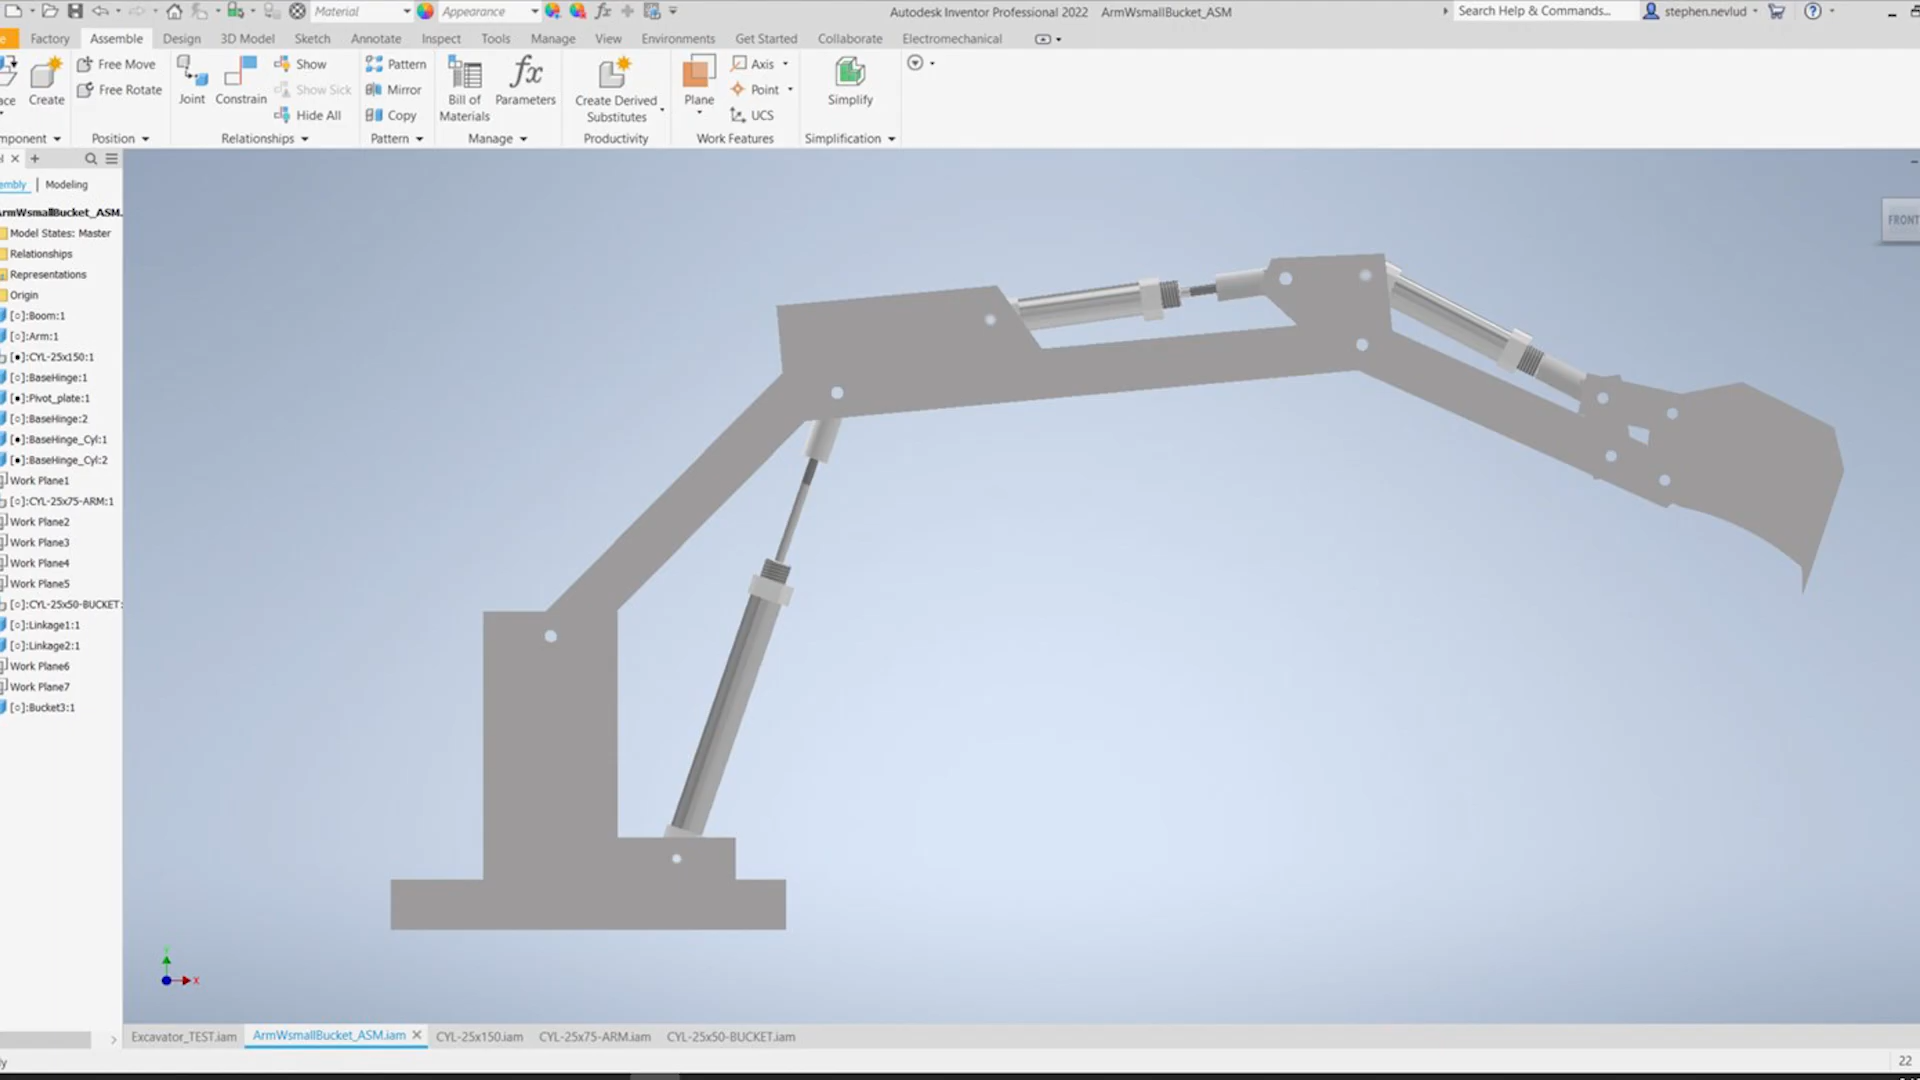 Material
Appearance
Autodesk Inventor Professional 2022 ArmWsmallBucket_ASM
Search Help & Commands...
stephen.nevlud
Factory Assemble Design 3D Model Sketch Annotate Inspect Tools Manage View Environments Get Started Collaborate Electromechanical
Create
Free Move
Free Rotate
Position
Joint
Constrain
Show
Show Sick
Hide All
Relationships
Pattern
Mirror
Copy
Pattern
Bill of
Materials
fx
Parameters
Manage
Create Derived
Substitutes
Productivity
Plane
Axis
Point
UCS
Work Features
Simplify
Simplification
Modeling
ArmWsmallBucket_ASM.
Model States: Master
Relationships
Representations
Origin
Boom:1
Arm:1
CYL-25x150:1
BaseHinge:1
Pivot_plate:1
BaseHinge:2
BaseHinge_Cyl:1
BaseHinge_Cyl:2
Work Plane1
CYL-25x75-ARM:1
Work Plane2
Work Plane3
Work Plane4
Work Plane5
CYL-25x50-BUCKET:
Linkage1:1
Linkage2:1
Work Plane6
Work Plane7
Bucket3:1
FRONT
Y
X
Excavator_TEST.iam ArmWsmallBucket_ASM.iam CYL-25x150.iam CYL-25x75-ARM.iam CYL-25x50-BUCKET.iam
22